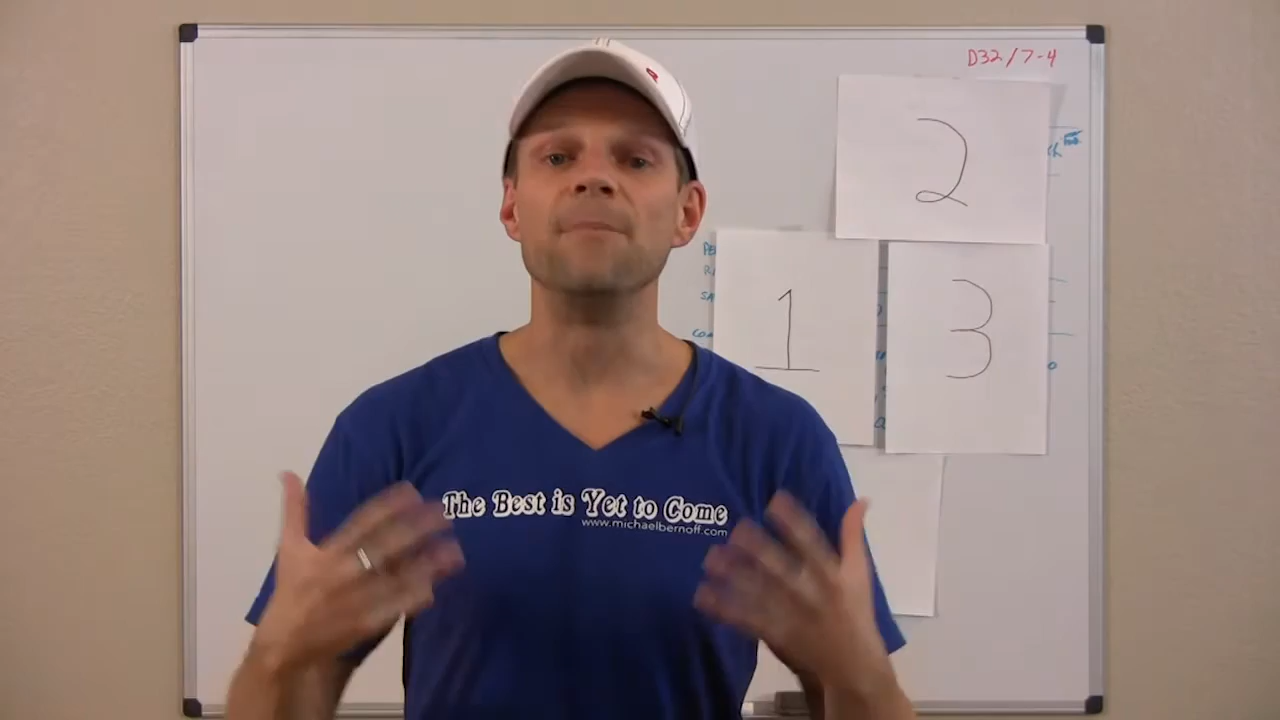 D32/7-4
2
1
3
The Best is Yet to Come
www.michaelbernoff.com